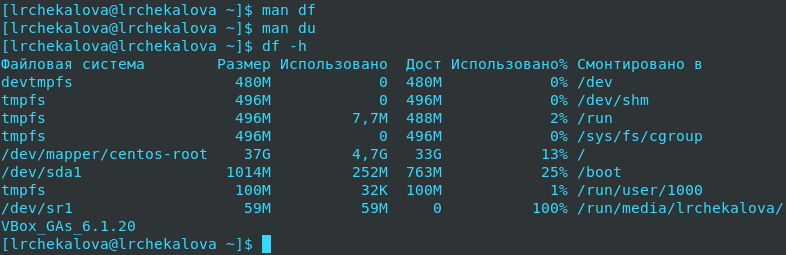 [lrchekalova@lrchekalova ~]$ man df
[lrchekalova@lrchekalova ~]$ man du
[lrchekalova@lrchekalova ~]$ df -h
Файловая система        Размер Использовано  Дост Использовано% Смонтировано в
devtmpfs                  480M            0  480M            0% /dev
tmpfs                     496M            0  496M            0% /dev/shm
tmpfs                     496M         7,7M  488M            2% /run
tmpfs                     496M            0  496M            0% /sys/fs/cgroup
/dev/mapper/centos-root    37G         4,7G   33G           13% /
/dev/sda1                1014M         252M  763M           25% /boot
tmpfs                     100M          32K  100M            1% /run/user/1000
/dev/sr1                   59M          59M     0          100% /run/media/lrchekalova/
VBox_GAs_6.1.20
[lrchekalova@lrchekalova ~]$